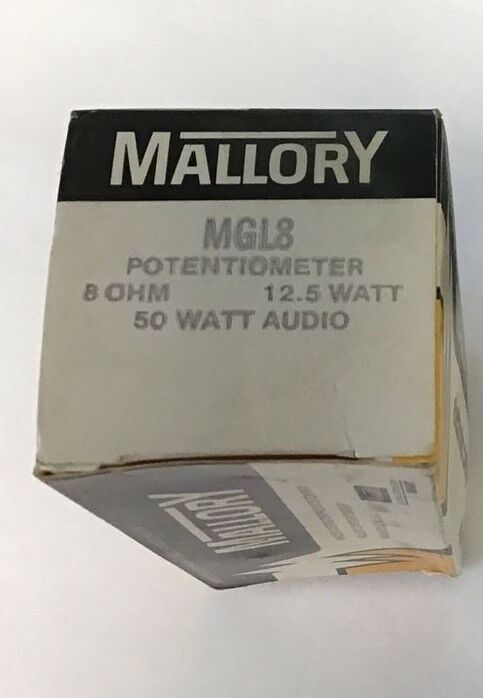 MALLORY
MGL8
POTENTIOMETER
8 OHM 12.5 WATT
50 WATT AUDIO
MALLORY